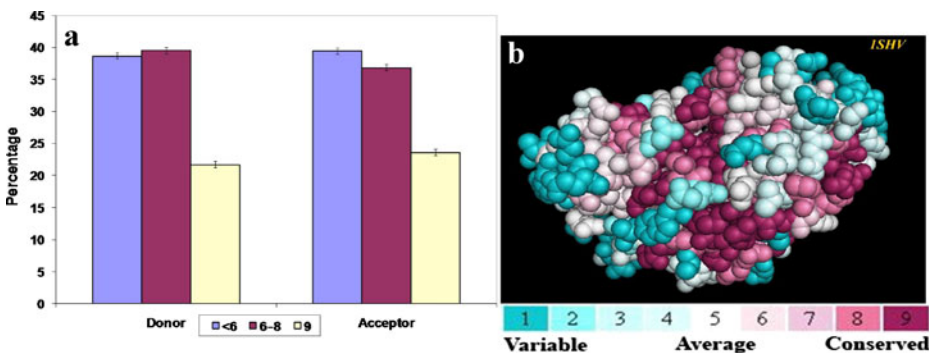 a
45
40
35
30
25
20
15
10
5
0
Percentage
Donor
Acceptor
<6 6-8 9
b
1SHV
1 2 3 4 5 6 7 8 9
Variable Average Conserved